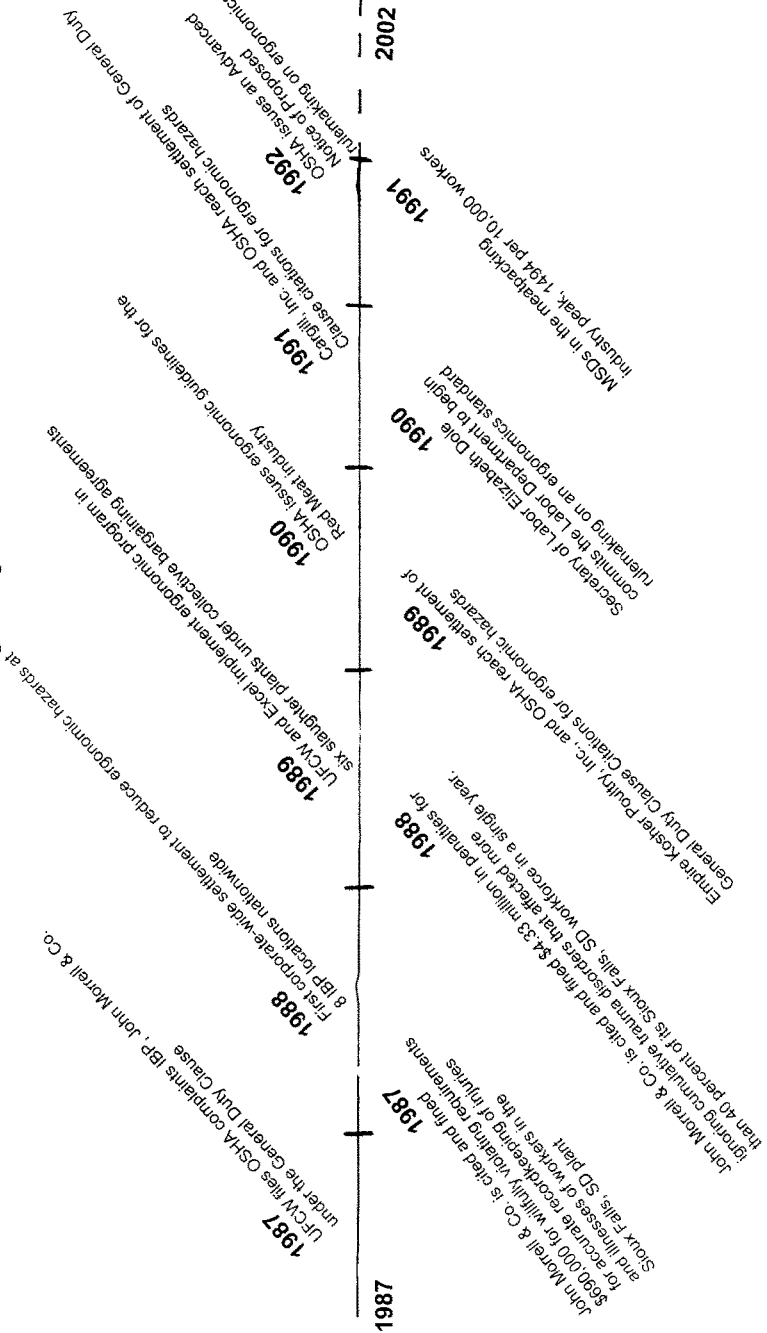 1987
1987
UFCW files OSHA complaints IBP, John Morrell & Co.
under the General Duty Clause
1987
John Morrell & Co. is cited and fined
$690,000 for willfully violating requirements
for accurate recordkeeping of injuries
and illnesses of workers in the
Sioux Falls, SD plant
1988
First corporate-wide settlement to reduce ergonomic hazards at
8 IBP locations nationwide
1988
John Morrell & Co. is cited and fined $4.33 million in penalties for
ignoring cumulative trauma disorders that affected more
than 40 percent of its Sioux Falls, SD workforce in a single year.
1989
UFCW and Excel implement ergonomic program in
six slaughter plants under collective bargaining agreements
1989
Empire Kosher Poultry, Inc., and OSHA reach settlement of
General Duty Clause Citations for ergonomic hazards
1990
OSHA issues ergonomic guidelines for the
Red Meat industry
1990
Secretary of Labor Elizabeth Dole
commits the Labor Department to begin
rulemaking on an ergonomics standard
1991
Cargill, Inc. and OSHA reach settlement of General Duty
Clause citations for ergonomic hazards
1991
MSDs in the meatpacking
industry peak, 1494 per 10,000 workers
1992
OSHA issues an Advanced
Notice of Proposed
rulemaking on ergonomics
2002